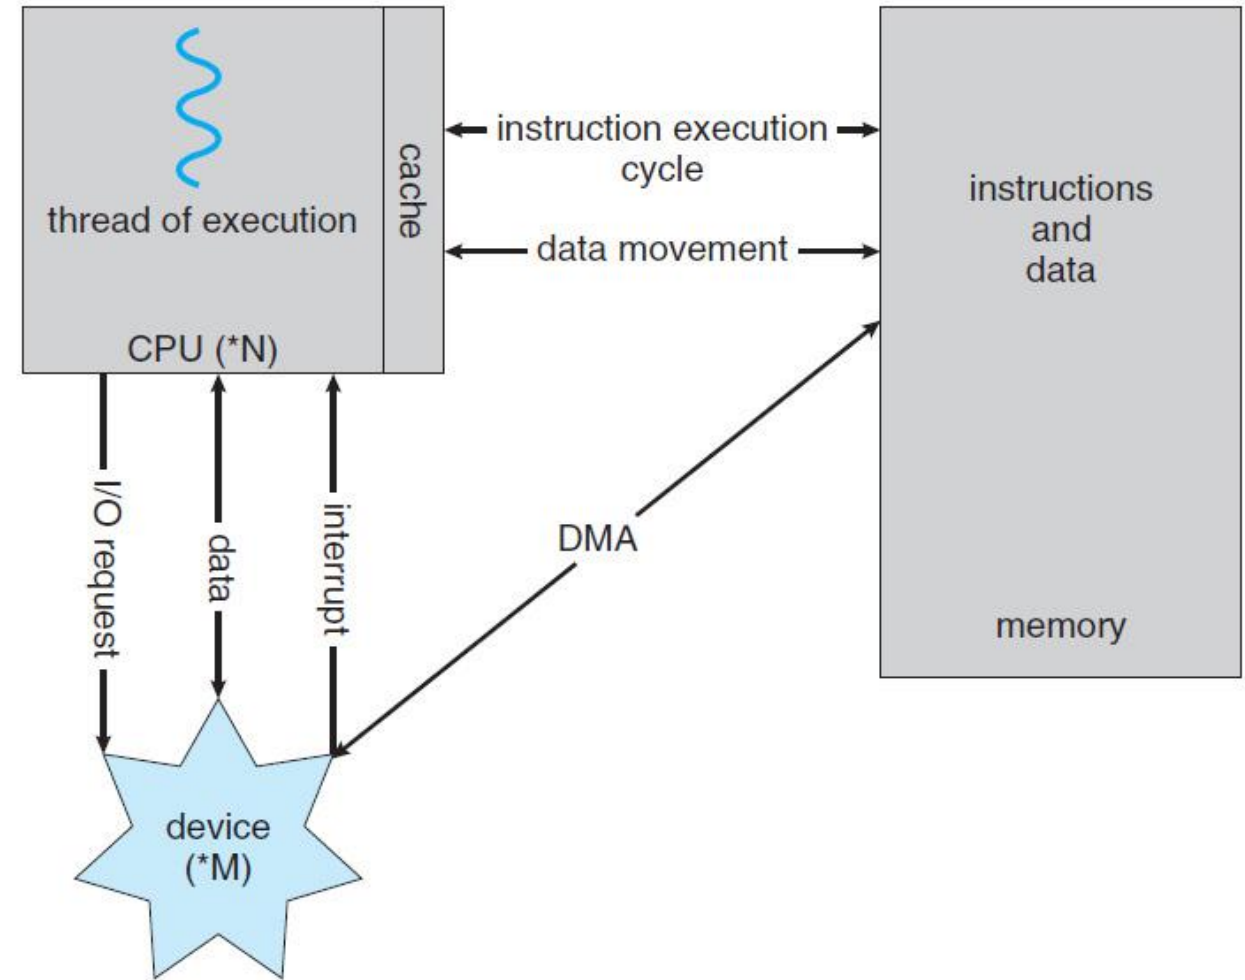 thread of execution
CPU (*N)
cache
instruction execution
cycle
data movement
instructions
and
data
memory
I/O request
data
interrupt
DMA
device
(*M)